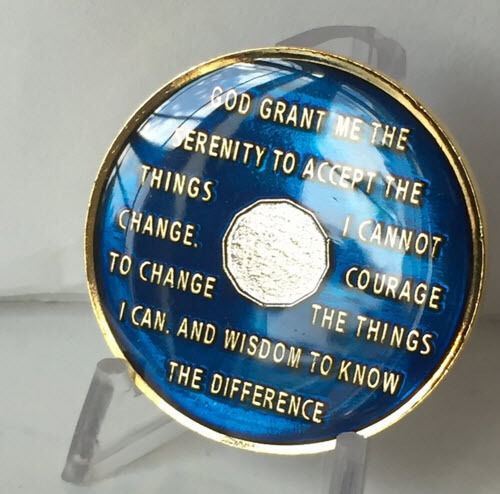 GOD GRANT ME THE
SERENITY TO ACCEPT THE
THINGS I CANNOT
CHANGE, COURAGE
TO CHANGE THE THINGS
I CAN, AND WISDOM TO KNOW
THE DIFFERENCE